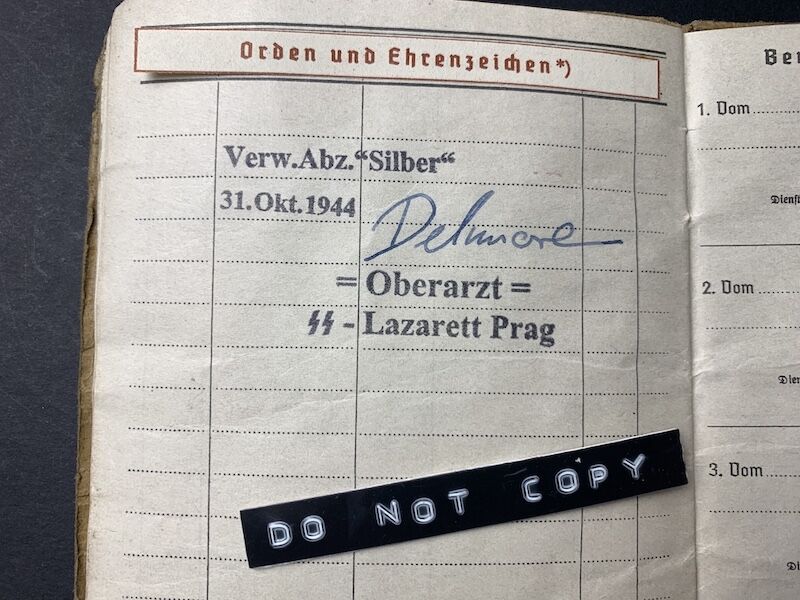 Orden und Ehrenzeichen*)
Verw.Abz.“Silber“
31.Okt.1944
= Oberarzt =
ᛋᛋ - Lazarett Prag
DO NOT COPY
1. Vom
2. Vom
3. Vom